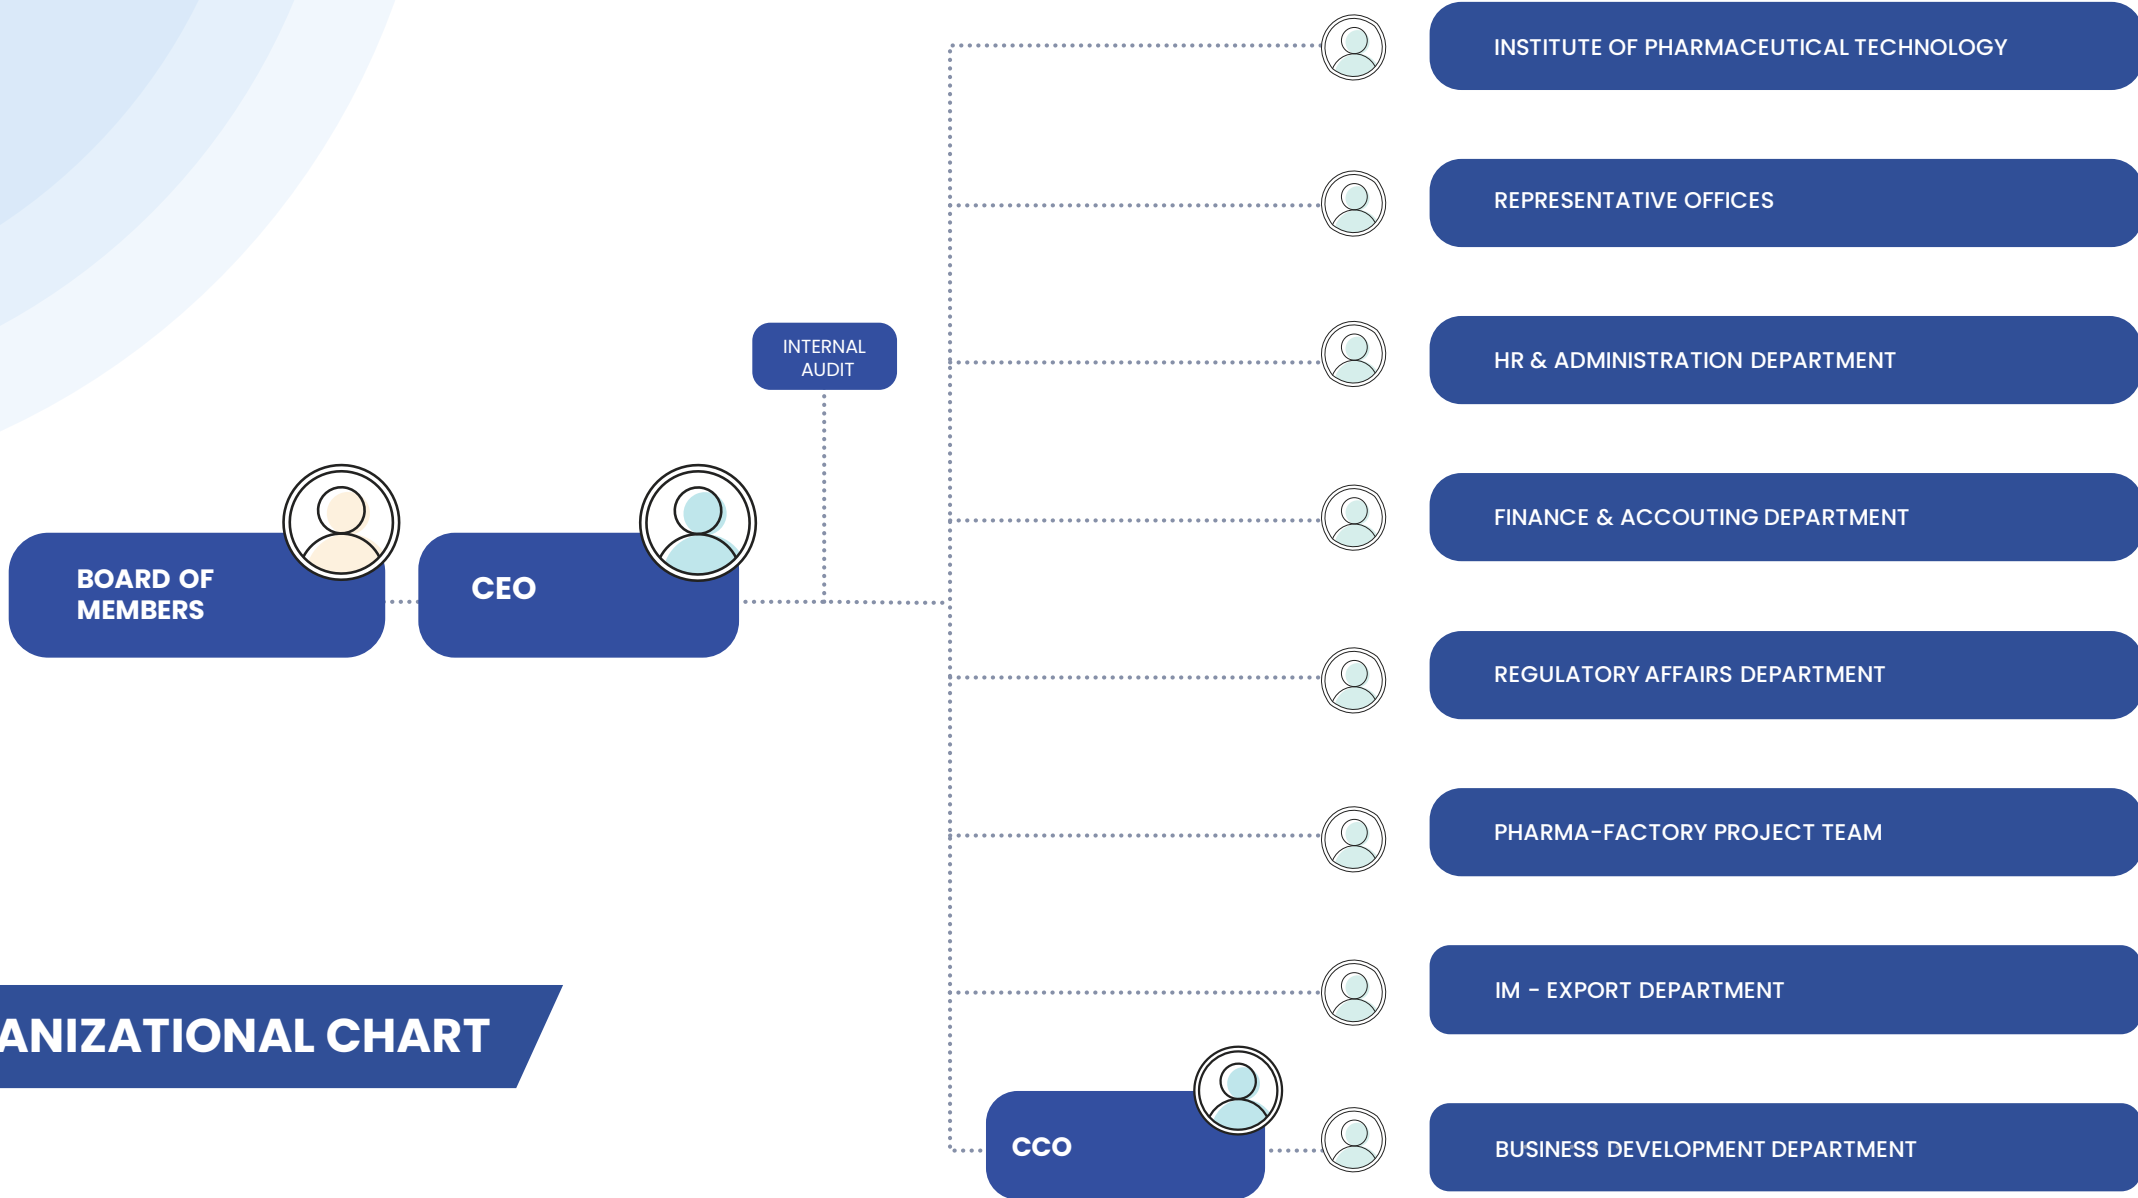 INSTITUTE OF PHARMACEUTICAL TECHNOLOGY
REPRESENTATIVE OFFICES
INTERNAL
AUDIT
HR & ADMINISTRATION DEPARTMENT
FINANCE & ACCOUTING DEPARTMENT
BOARD OF
MEMBERS
CEO
REGULATORY AFFAIRS DEPARTMENT
PHARMA-FACTORY PROJECT TEAM
IM - EXPORT DEPARTMENT
ANIZATIONAL CHART
CCO
BUSINESS DEVELOPMENT DEPARTMENT